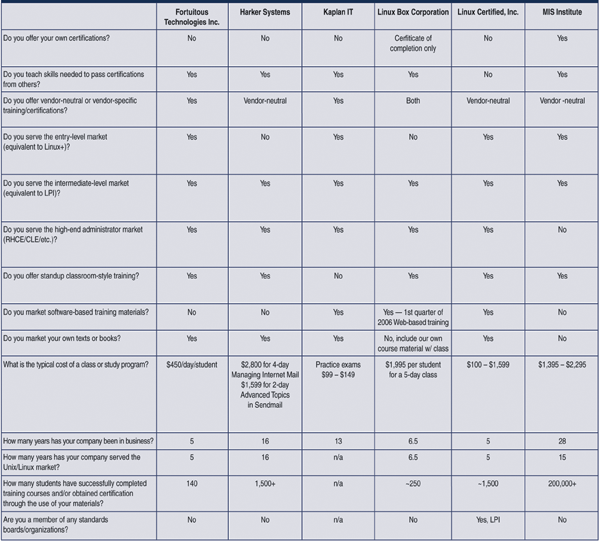 Fortuitous Technologies Inc. Harker Systems Kaplan IT Linux Box Corporation Linux Certified, Inc. MIS Institute
Do you offer your own certifications? No No No Cerfiticate of completion only No Yes
Do you teach skills needed to pass certifications from others? Yes Yes Yes Yes No Yes
Do you offer vendor-neutral or vendor-specific training/certifications? Yes Vendor-neutral Yes Both Vendor-neutral Vendor -neutral
Do you serve the entry-level market (equivalent to Linux+)? Yes No Yes No Yes Yes
Do you serve the intermediate-level market (equivalent to LPI)? Yes Yes Yes Yes Yes Yes
Do you serve the high-end administrator market (RHCE/CLE/etc.)? Yes Yes Yes Yes Yes No
Do you offer standup classroom-style training? Yes Yes No Yes Yes Yes
Do you market software-based training materials? No No Yes Yes — 1st quarter of 2006 Web-based training Yes No
Do you market your own texts or books? Yes Yes Yes No, include our own course material w/ class Yes No
What is the typical cost of a class or study program? $450/day/student $2,800 for 4-day Managing Internet Mail $1,599 for 2-day Advanced Topics in Sendmail Practice exams $99 – $149 $1,995 per student for a 5-day class $100 – $1,599 $1,395 – $2,295
How many years has your company been in business? 5 16 13 6.5 5 28
How many years has your company served the Unix/Linux market? 5 16 n/a 6.5 5 15
How many students have successfully completed training courses and/or obtained certification through the use of your materials? 140 1,500+ n/a ~250 ~1,500 200,000+
Are you a member of any standards boards/organizations? No No n/a No Yes, LPI No